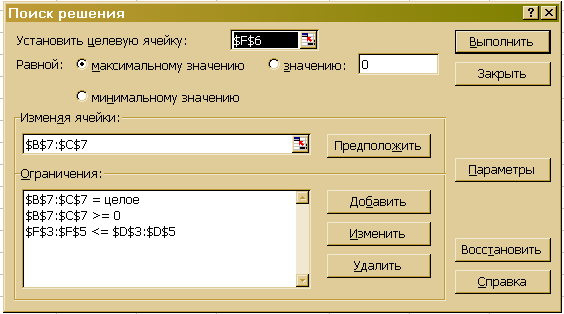 Поиск решения
Установить целевую ячейку: $F$6 Выполнить
Равной: максимальному значению значению: 0 Закрыть
минимальному значению
Изменяя ячейки:
$B$7:$C$7 Предположить
Ограничения: Параметры
$B$7:$C$7 = целое Добавить
$B$7:$C$7 >= 0
$F$3:$F$5 <= $D$3:$D$5 Изменить
Восстановить
Удалить
Справка